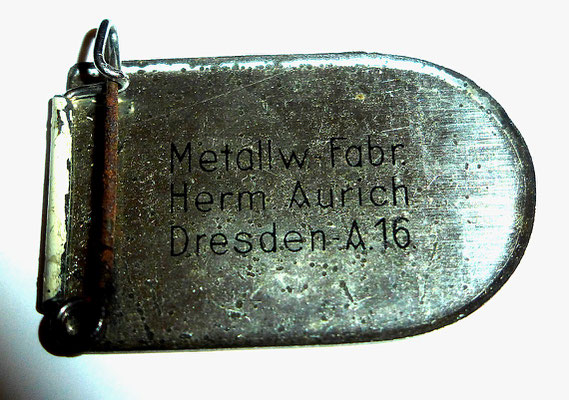 Metallw. Fabr.
Herm Aurich
Dresden-A.16